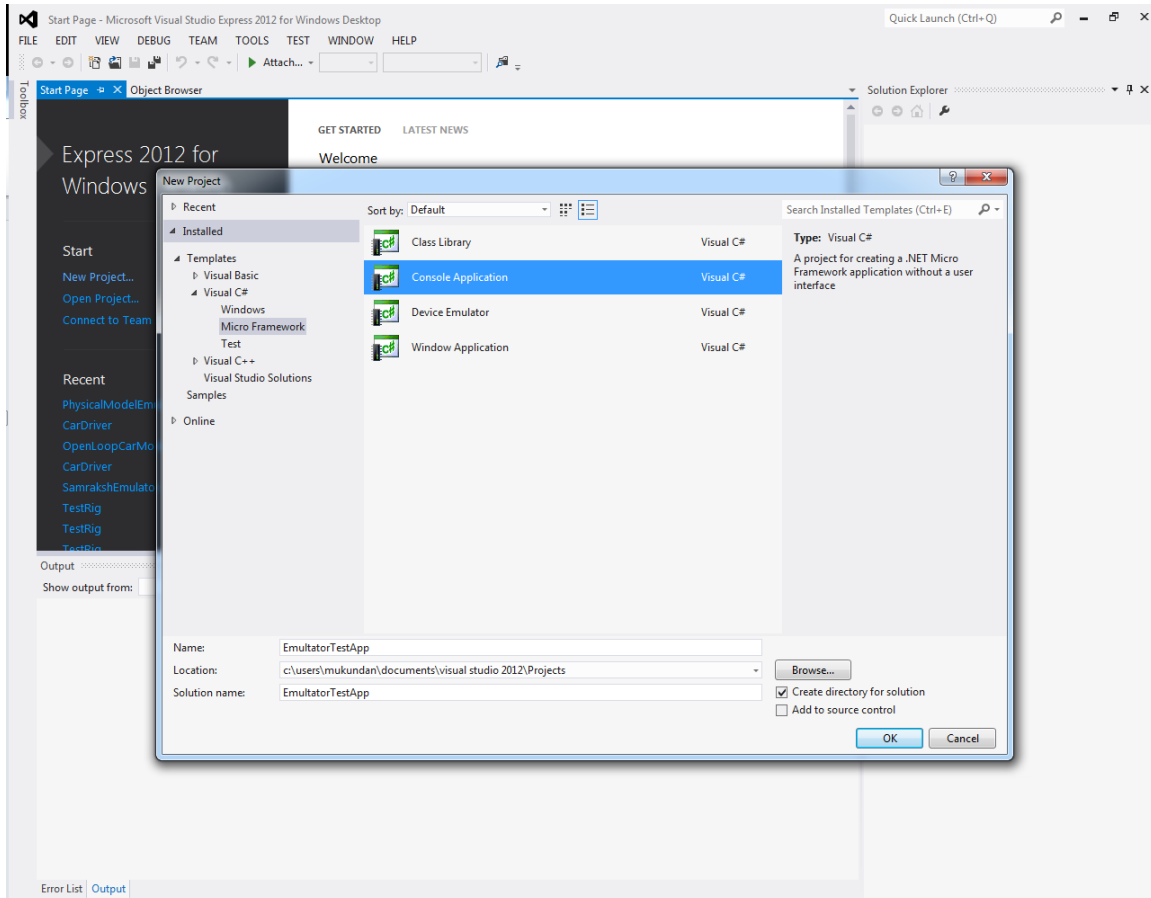 Start Page - Microsoft Visual Studio Express 2012 for Windows Desktop
Quick Launch (Ctrl+Q)
FILE EDIT VIEW DEBUG TEAM TOOLS TEST WINDOW HELP
Attach...
Toolbox
Start Page Object Browser
Solution Explorer
GET STARTED LATEST NEWS
Express 2012 for
Windows
Welcome
Start
New Project...
Open Project...
Connect to Team
Recent
PhysicalModelEm
CarDriver
OpenLoopCarMo
CarDriver
SamrakshEmulato
TestRig
TestRig
TestRig
New Project
Recent
Installed
Templates
Visual Basic
Visual C#
Windows
Micro Framework
Test
Visual C++
Visual Studio Solutions
Samples
Online
Sort by: Default
Search Installed Templates (Ctrl+E)
Class Library Visual C#
Console Application Visual C#
Device Emulator Visual C#
Window Application Visual C#
Type: Visual C#
A project for creating a .NET Micro
Framework application without a user
interface
Name: EmultatorTestApp
Location: c:\users\mukundan\documents\visual studio 2012\Projects
Browse...
Solution name: EmultatorTestApp
Create directory for solution
Add to source control
OK Cancel
Output
Show output from:
Error List Output